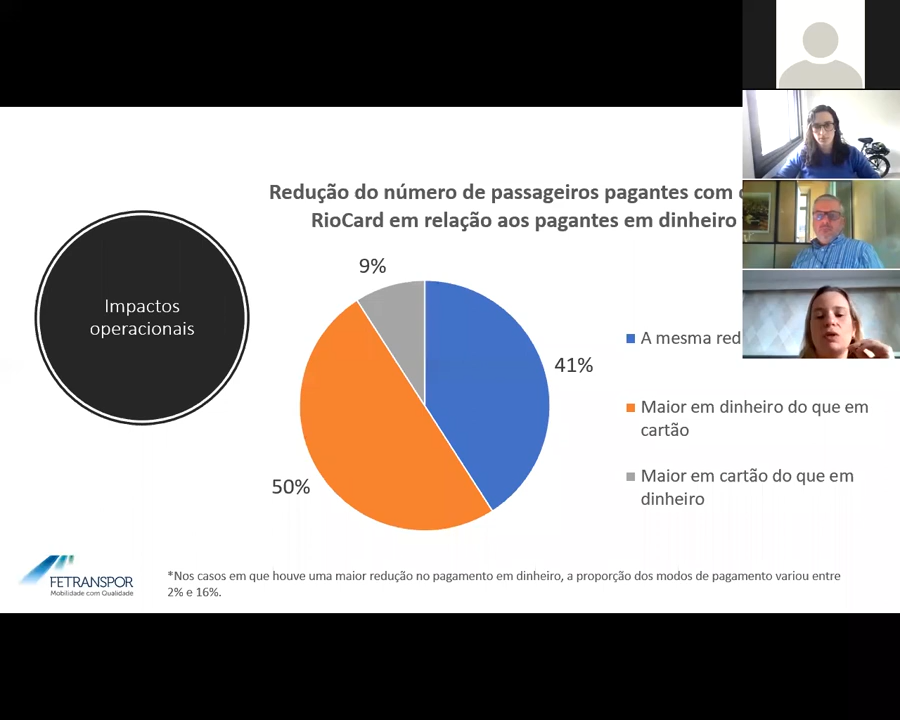 Redução do número de passageiros pagantes com
RioCard em relação aos pagantes em dinheiro
Impactos
operacionais
9%
41%
50%
A mesma
Maior em dinheiro do que em
cartão
Maior em cartão do que em
dinheiro
FETRANSPOR
Mobilidade com Qualidade
*Nos casos em que houve uma maior redução no pagamento em dinheiro, a proporção dos modos de pagamento variou entre
2% e 16%.